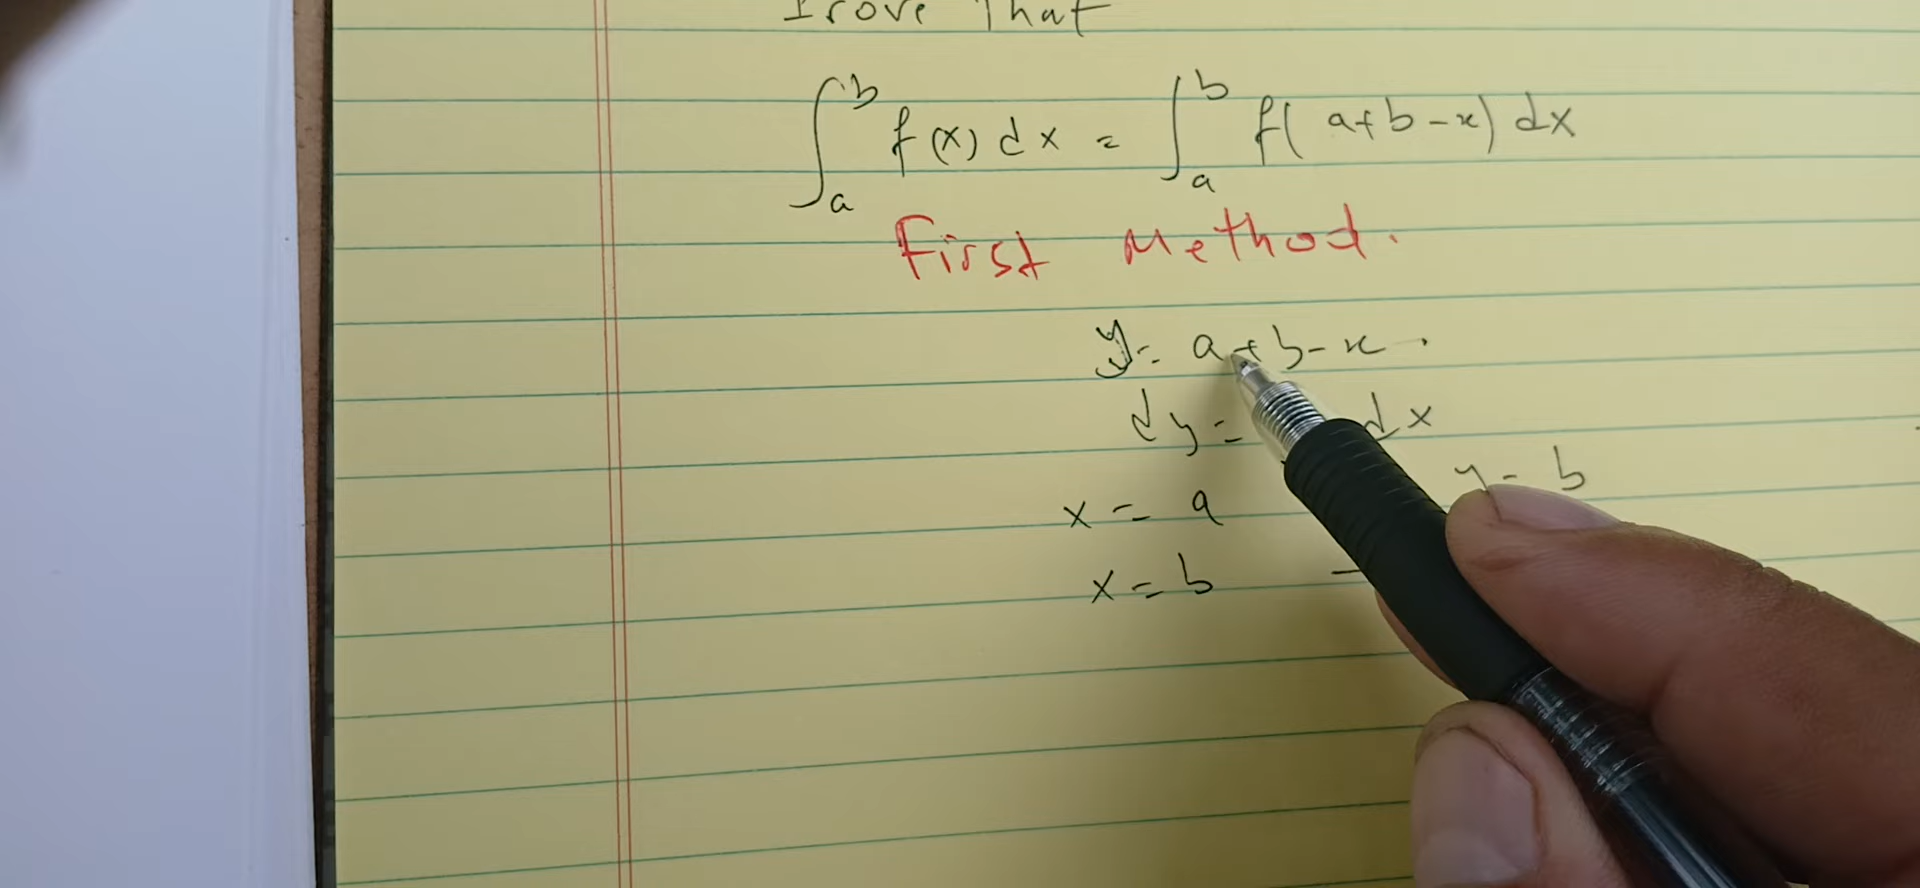 Prove That
∫_a^b f(x) dx = ∫_a^b f(a+b-x) dx
First Method.
y = a+b-x
dy = dx
x = a y = b
x = b